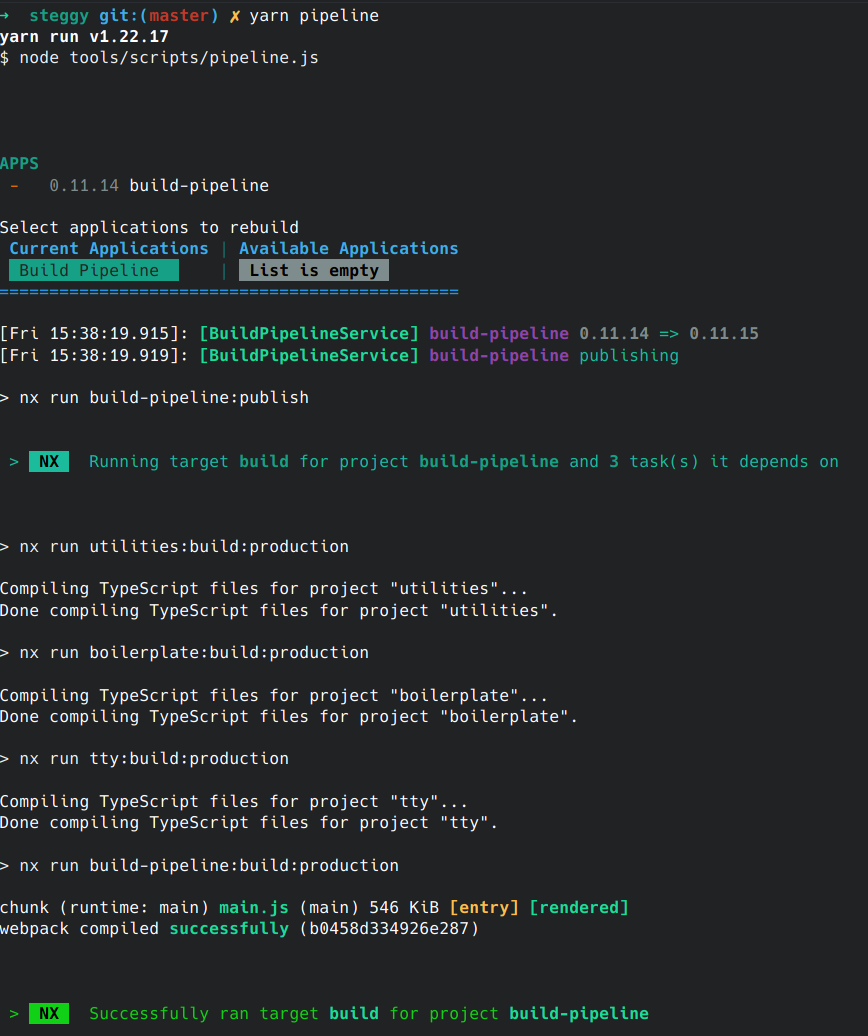 → steggy git:(master) ✗ yarn pipeline
yarn run v1.22.17
$ node tools/scripts/pipeline.js
APPS
- 0.11.14 build-pipeline
Select applications to rebuild
Current Applications | Available Applications
Build Pipeline | List is empty
==============================================
[Fri 15:38:19.915]: [BuildPipelineService] build-pipeline 0.11.14 => 0.11.15
[Fri 15:38:19.919]: [BuildPipelineService] build-pipeline publishing
> nx run build-pipeline:publish
> NX Running target build for project build-pipeline and 3 task(s) it depends on
> nx run utilities:build:production
Compiling TypeScript files for project "utilities"...
Done compiling TypeScript files for project "utilities".
> nx run boilerplate:build:production
Compiling TypeScript files for project "boilerplate"...
Done compiling TypeScript files for project "boilerplate".
> nx run tty:build:production
Compiling TypeScript files for project "tty"...
Done compiling TypeScript files for project "tty".
> nx run build-pipeline:build:production
chunk (runtime: main) main.js (main) 546 KiB [entry] [rendered]
webpack compiled successfully (b0458d334926e287)
> NX Successfully ran target build for project build-pipeline